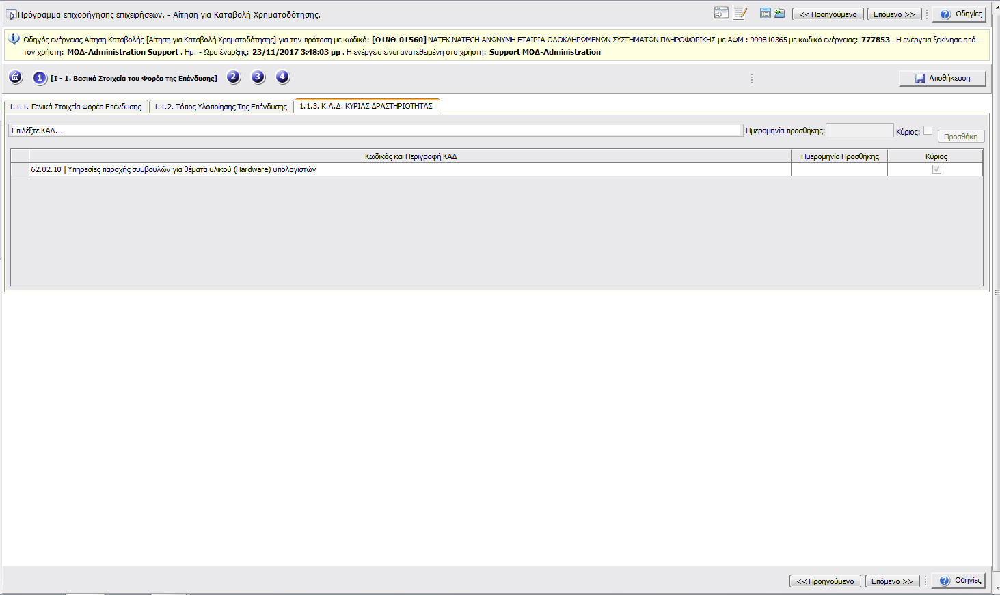 Πρόγραμμα επιχορήγησης επιχειρήσεων. - Αίτηση για Καταβολή Χρηματοδότησης.
<< Προηγούμενο
Επόμενο >>
Οδηγίες
Οδηγός ενέργειας Αίτηση Καταβολής [Αίτηση για Καταβολή Χρηματοδότησης] για την πρόταση με κωδικό: [01ΝΘ-01560] NATEK NATECH ΑΝΩΝΥΜΗ ΕΤΑΙΡΙΑ ΟΛΟΚΛΗΡΩΜΕΝΩΝ ΣΥΣΤΗΜΑΤΩΝ ΠΛΗΡΟΦΟΡΙΚΗΣ με ΑΦΜ : 999810365 με κωδικό ενέργειας: 777853 . Η ενέργεια ξεκίνησε από
τον χρήστη: ΜΟΔ-Administration Support . Ημ. - Ώρα έναρξης: 23/11/2017 3:48:03 μμ . Η ενέργεια είναι ανατεθειμένη στο χρήστη: Support ΜΟΔ-Administration
1 [Ι - 1. Βασικά Στοιχεία του Φορέα της Επένδυσης] 2 3 4
Αποθήκευση
1.1.1. Γενικά Στοιχεία Φορέα Επένδυσης
1.1.2. Τόπος Υλοποίησης Της Επένδυσης
1.1.3. Κ.Α.Δ. ΚΥΡΙΑΣ ΔΡΑΣΤΗΡΙΟΤΗΤΑΣ
Επιλέξτε ΚΑΔ...
Ημερομηνία προσθήκης:
Κύριος:
Προσθήκη
Κωδικός και Περιγραφή ΚΑΔ
Ημερομηνία Προσθήκης
Κύριος
62.02.10 | Υπηρεσίες παροχής συμβουλών για θέματα υλικού (Hardware) υπολογιστών
<< Προηγούμενο
Επόμενο >>
Οδηγίες